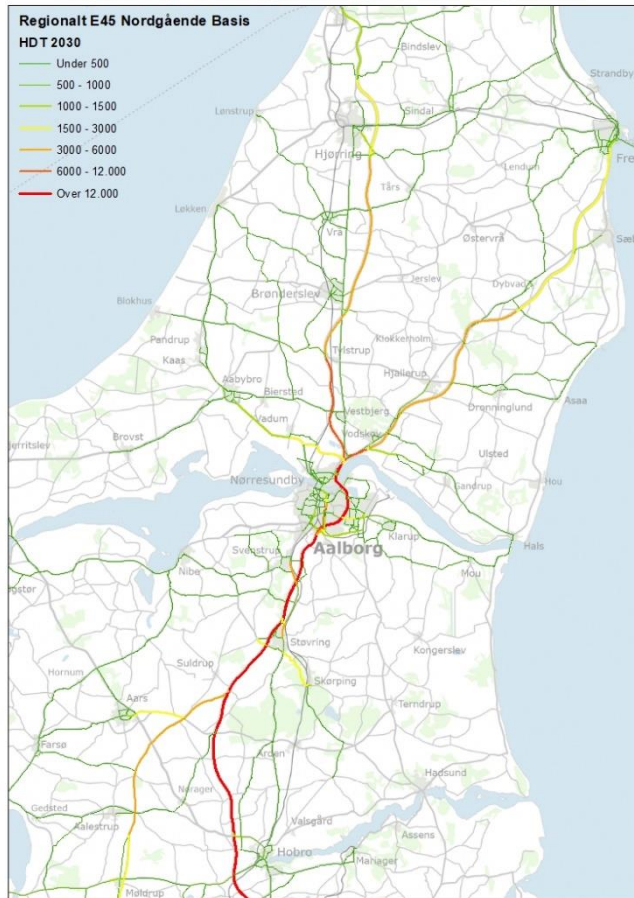 Regionalt E45 Nordgående Basis
HDT 2030
Under 500
500 - 1000
1000 - 1500
1500 - 3000
3000 - 6000
6000 - 12.000
Over 12.000
Bindslev
Strandby
Lønstrup
Sindal
Hjørring
Fre
Lendum
Tårs
Løkken
Vrå
Østervrå
Sæl
Jerslev
Brønderslev
Blokhus
Pandrup
Klokkerholm
Kaas
Tylstrup
Hjallerup
Aabybro
Biersted
Dronninglund
Asaa
Vadum
Vestbjerg
Vodskov
Brovst
jerritslev
Ulsted
Nørresundby
Gandrup
Hou
Aalborg
Klarup
Hals
Svenstrup
Nibe
Mou
gstør
Støvring
Kongerslev
Suldrup
Hornum
Skørping
Terndrup
Aars
Farsø
Arden
Hadsund
Nørager
Gedsted
Valsgård
Aalestrup
Assens
Hobro
Mariager
Møldrup